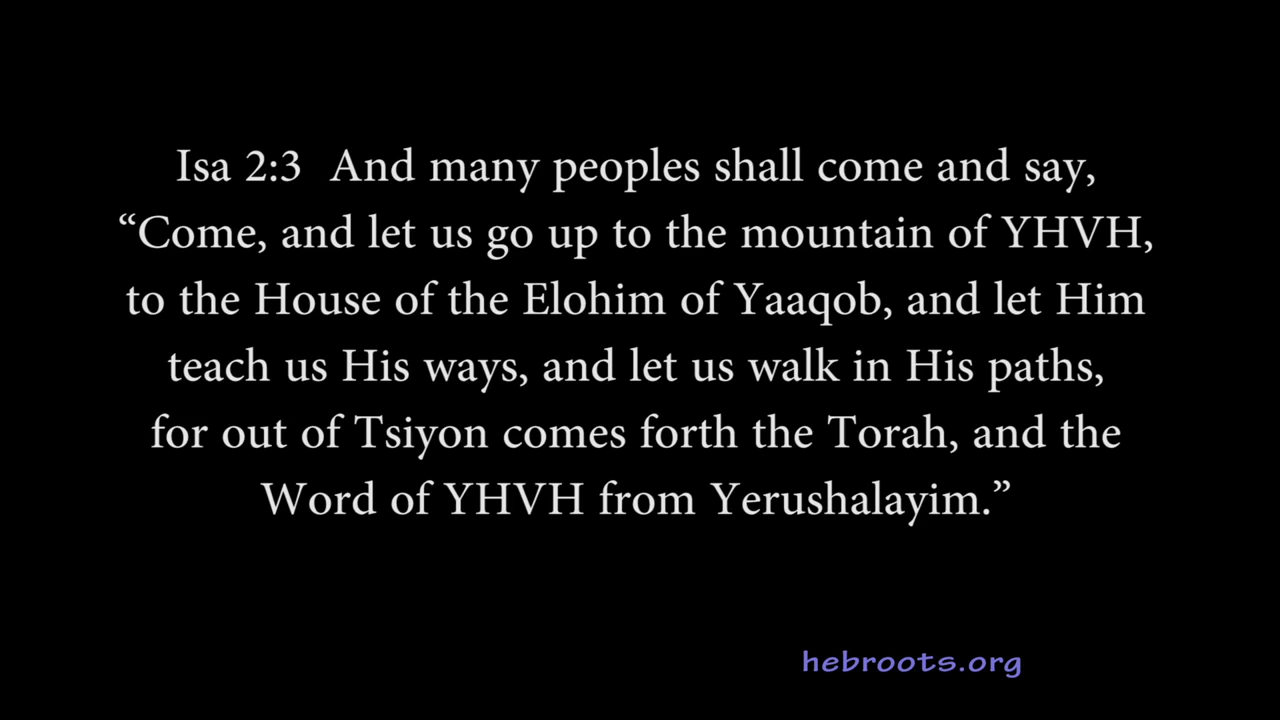 Isa 2:3  And many peoples shall come and say,
“Come, and let us go up to the mountain of YHVH,
to the House of the Elohim of Yaaqob, and let Him
teach us His ways, and let us walk in His paths,
for out of Tsiyon comes forth the Torah, and the
Word of YHVH from Yerushalayim.”
hebroots.org